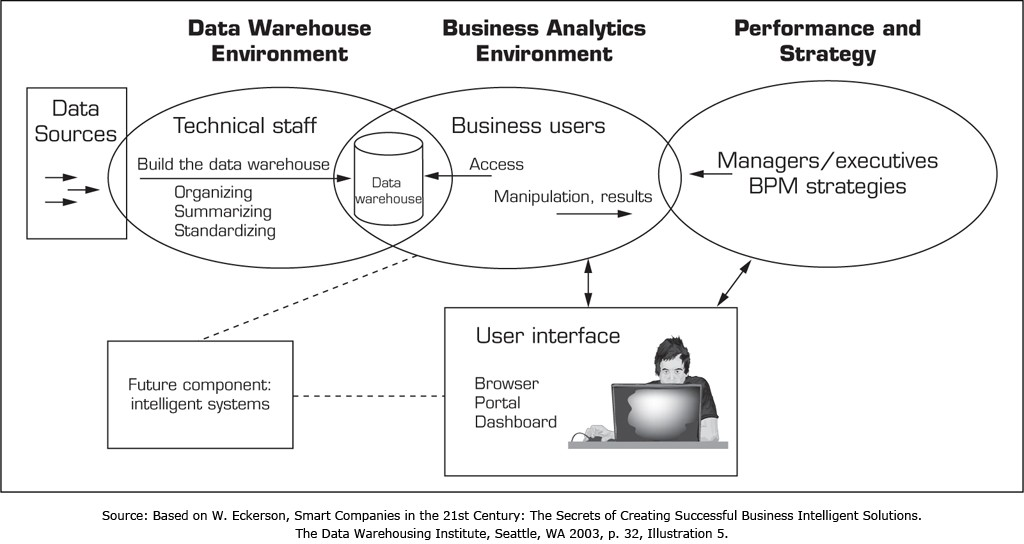 Data Warehouse
Environment
Business Analytics
Environment
Performance and
Strategy
Data
Sources
Technical staff
Build the data warehouse
Organizing
Summarizing
Standardizing
Data
warehouse
Business users
Access
Manipulation, results
Managers/executives
BPM strategies
Future component:
intelligent systems
User interface
Browser
Portal
Dashboard
Source: Based on W. Eckerson, Smart Companies in the 21st Century: The Secrets of Creating Successful Business Intelligent Solutions.
The Data Warehousing Institute, Seattle, WA 2003, p. 32, Illustration 5.